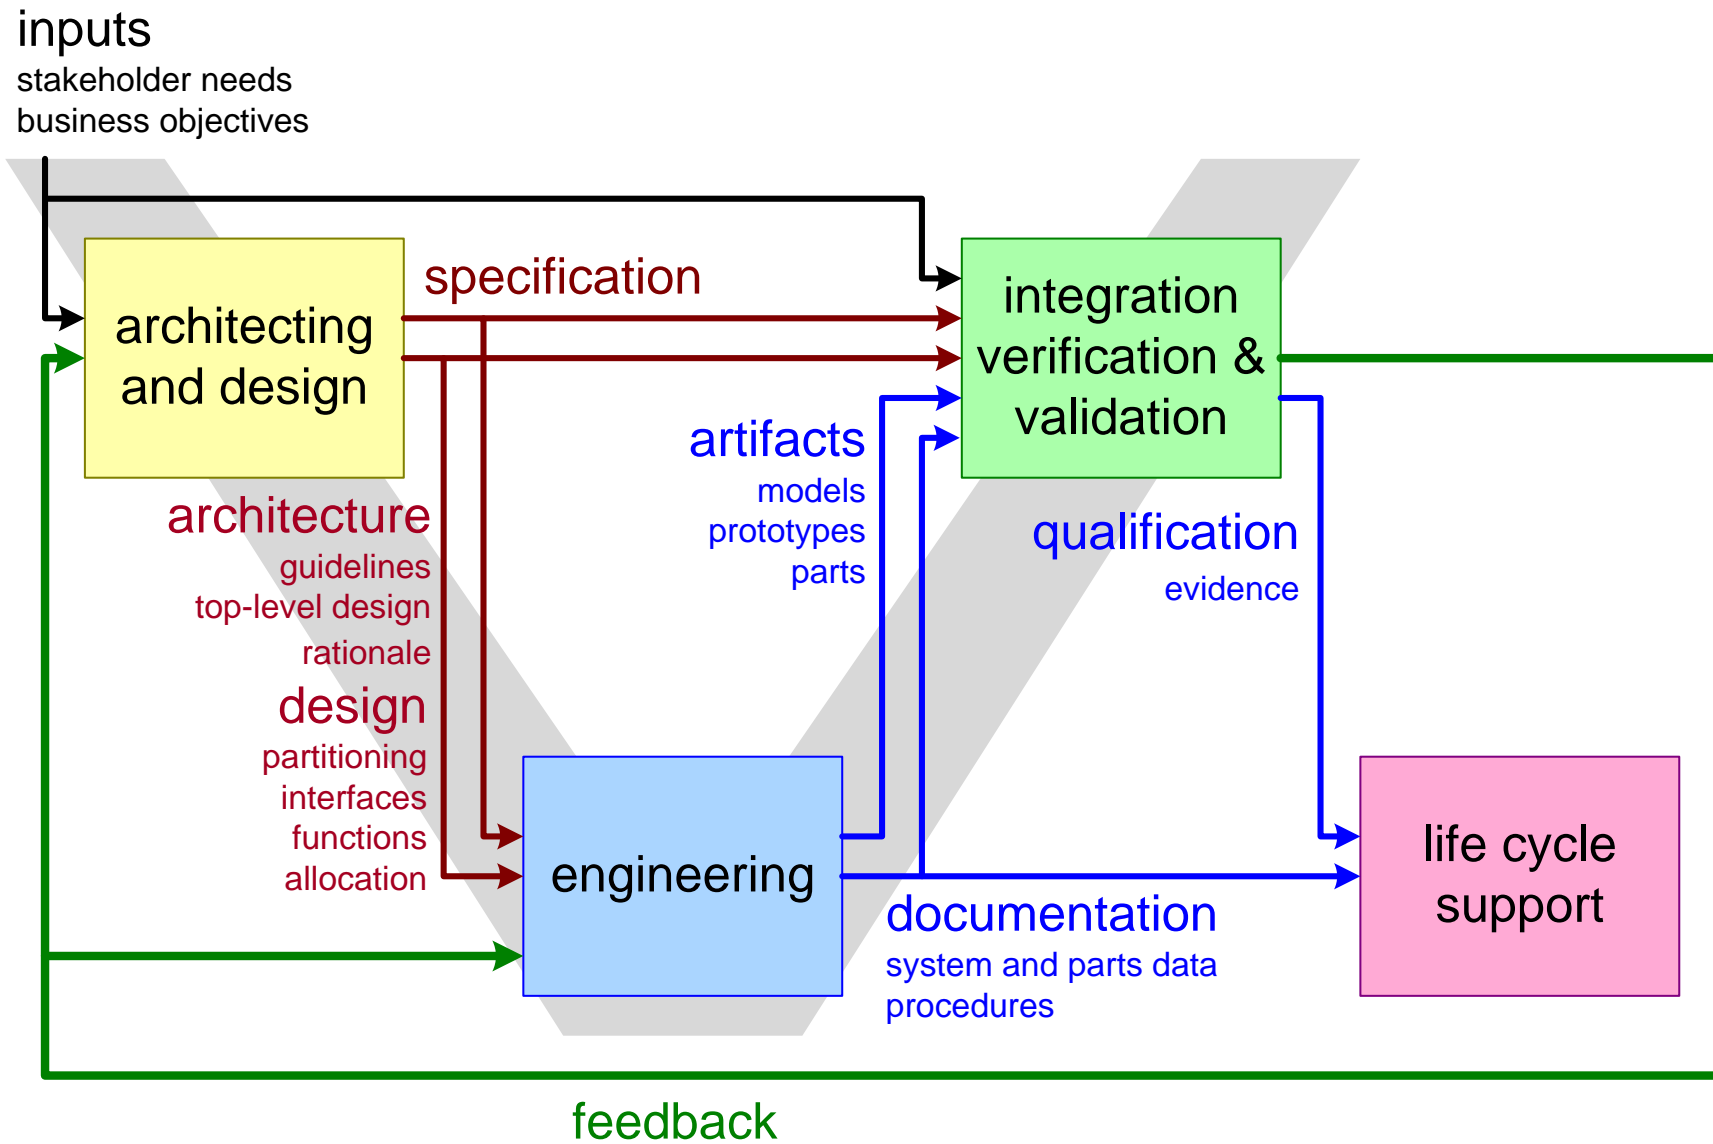 inputs
stakeholder needs
business objectives
architecting
and design
specification
integration
verification &
validation
architecture
guidelines
top-level design
rationale
design
partitioning
interfaces
functions
allocation
artifacts
models
prototypes
parts
qualification
evidence
engineering
documentation
system and parts data
procedures
life cycle
support
feedback